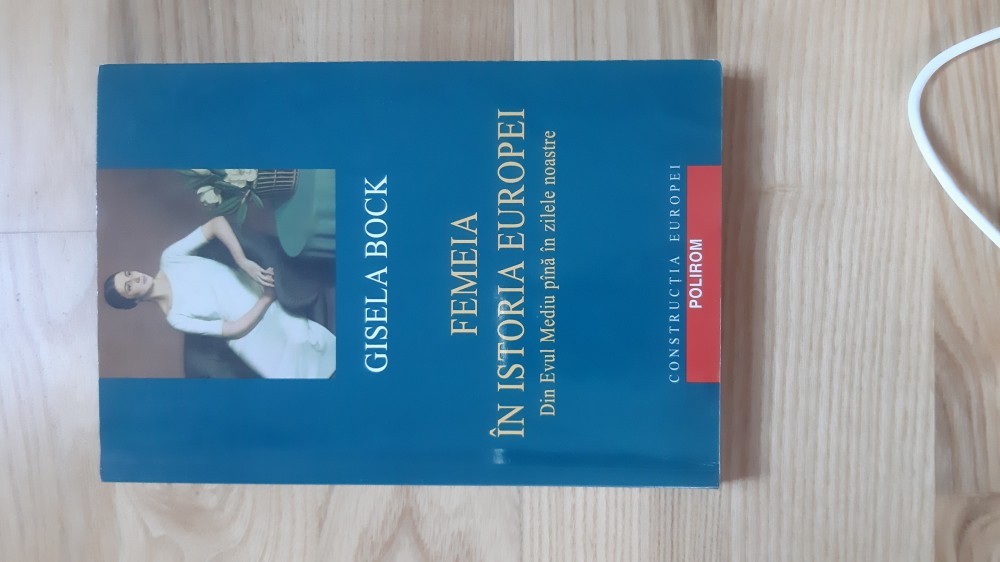 GISELA BOCK
FEMEIA
ÎN ISTORIA EUROPEI
Din Evul Mediu pînă în zilele noastre
CONSTRUCȚIA EUROPEI
POLIROM